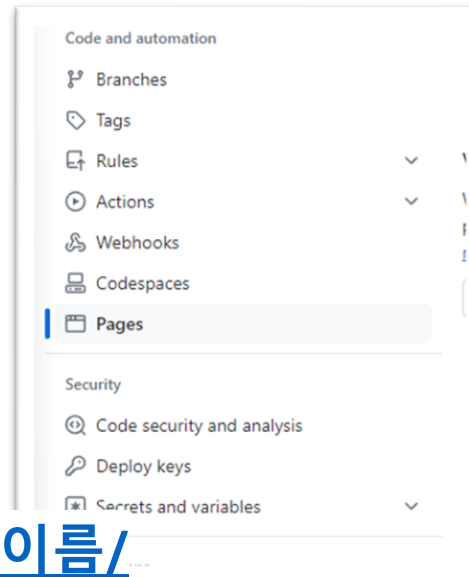 Code and automation
Branches
Tags
Rules
Actions
Webhooks
Codespaces
Pages
Security
Code security and analysis
Deploy keys
Secrets and variables
이름/